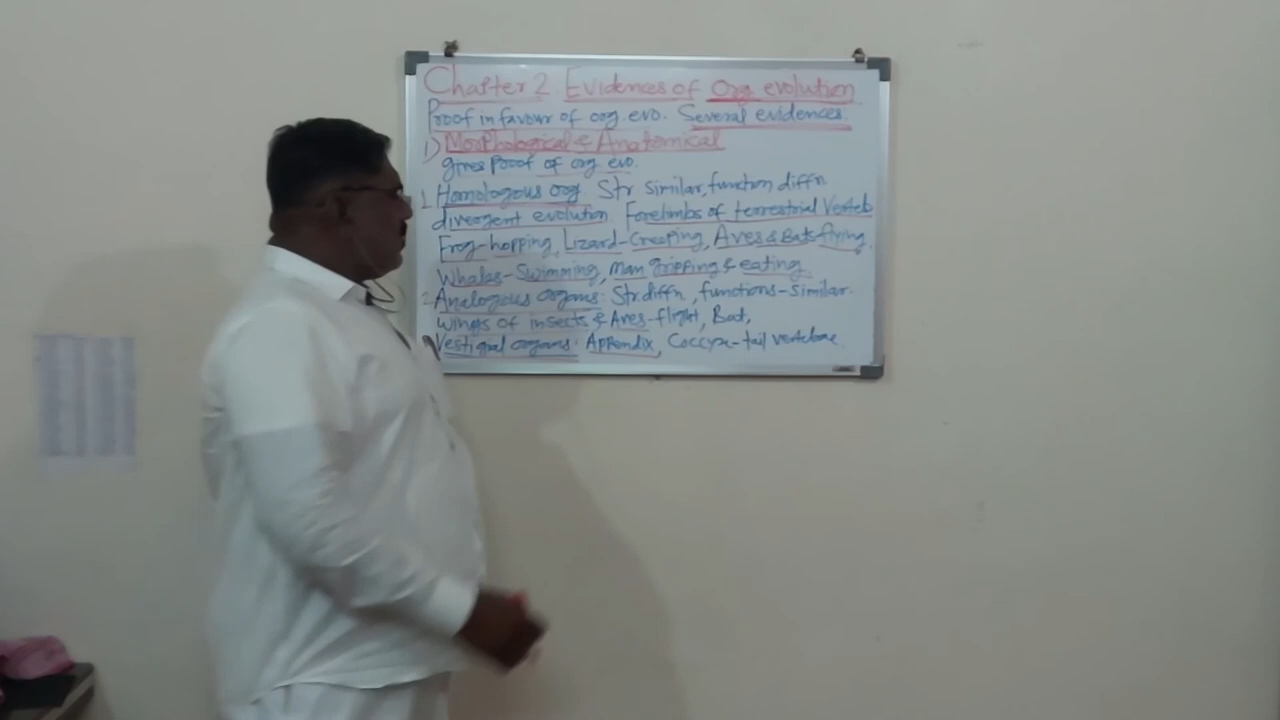 Chapter 2. Evidences of Org evolution
Proof in favour of org. evo. Several evidences.
1) Morphological & Anatomical
gives Proof of org evo.
1. Homologous org Str similar, function diffn
divergent evolution Forelimbs of terrestrial Verteb
Frog-hopping, Lizard-Creeping, Aves & Bats flying.
Whales-Swimming, Man gripping & eating
2. Analogous organs: Str. diffn, functions-similar.
wings of insects & Aves-flight, Bat,
Vestigial organs: Appendix, Coccyx-tail vertebrae.